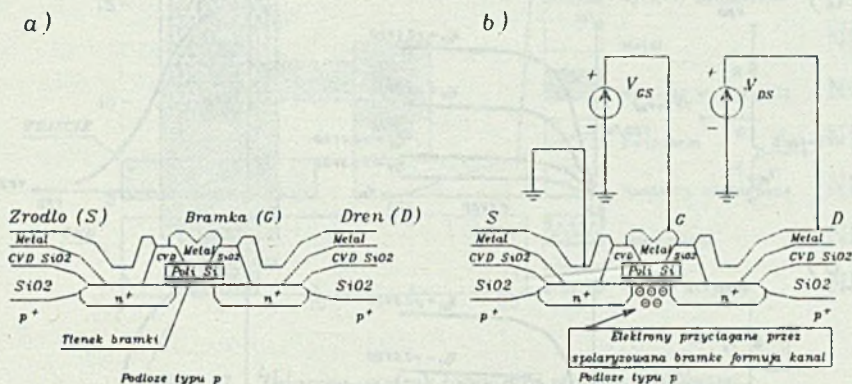 a)
Zrodlo (S)
Bramka (G)
Dren (D)
Metal
Metal
Metal
CVD SiO2
CVD
SiO2
CVD SiO2
Poli Si
SiO2
SiO2
n+
n+
p+
p+
Tlenek bramki
Podloze typu p
b)
+
VGS
-
+
VDS
-
S
G
D
Metal
Metal
Metal
CVD SiO2
CVD
SiO2
CVD SiO2
Poli Si
SiO2
SiO2
n+
n+
p+
p+
Elektrony przyciagane przez
spolaryzowana bramke formuja kanal
Podloze typu p